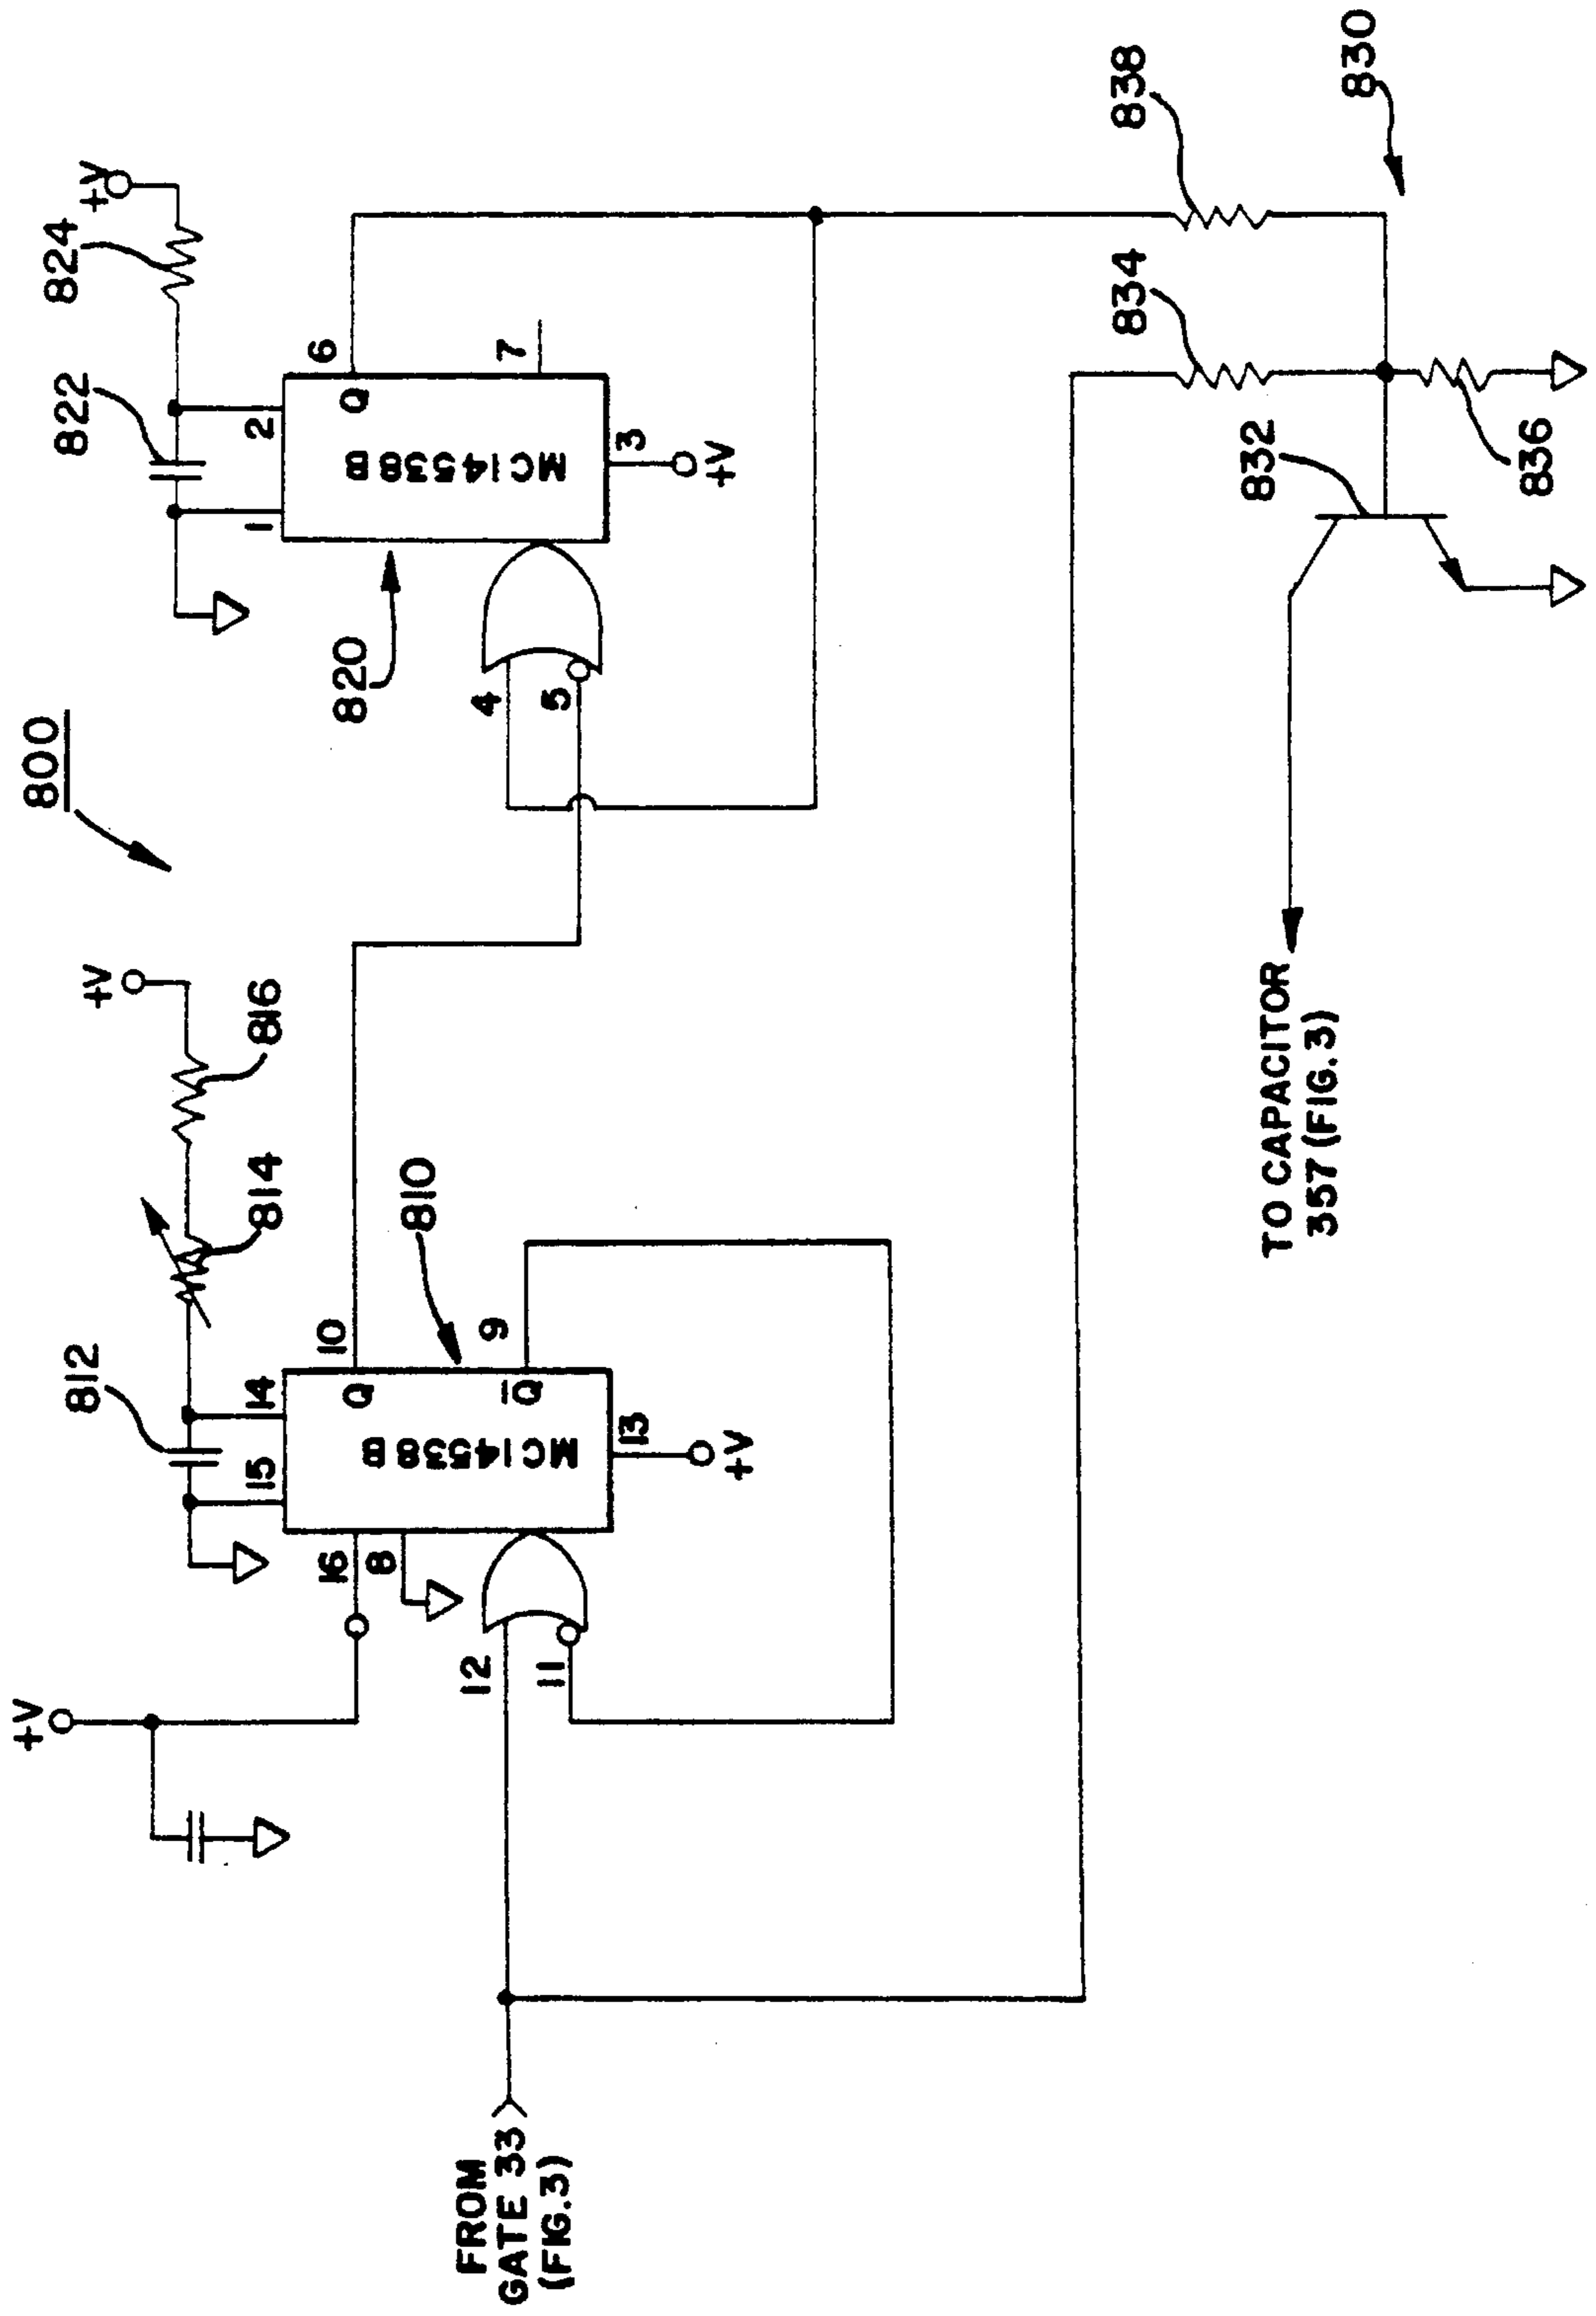 800
+V
+V
+V
812
814
816
822
824
15
14
1
2
16
8
10
Q
Q
6
810
820
MC14538B
MC14538B
9
Q̅
7
12
11
13
+V
4
5
3
+V
FROM
GATE 33
(FIG.3)
838
834
832
836
830
TO CAPACITOR
357 (FIG. 3)